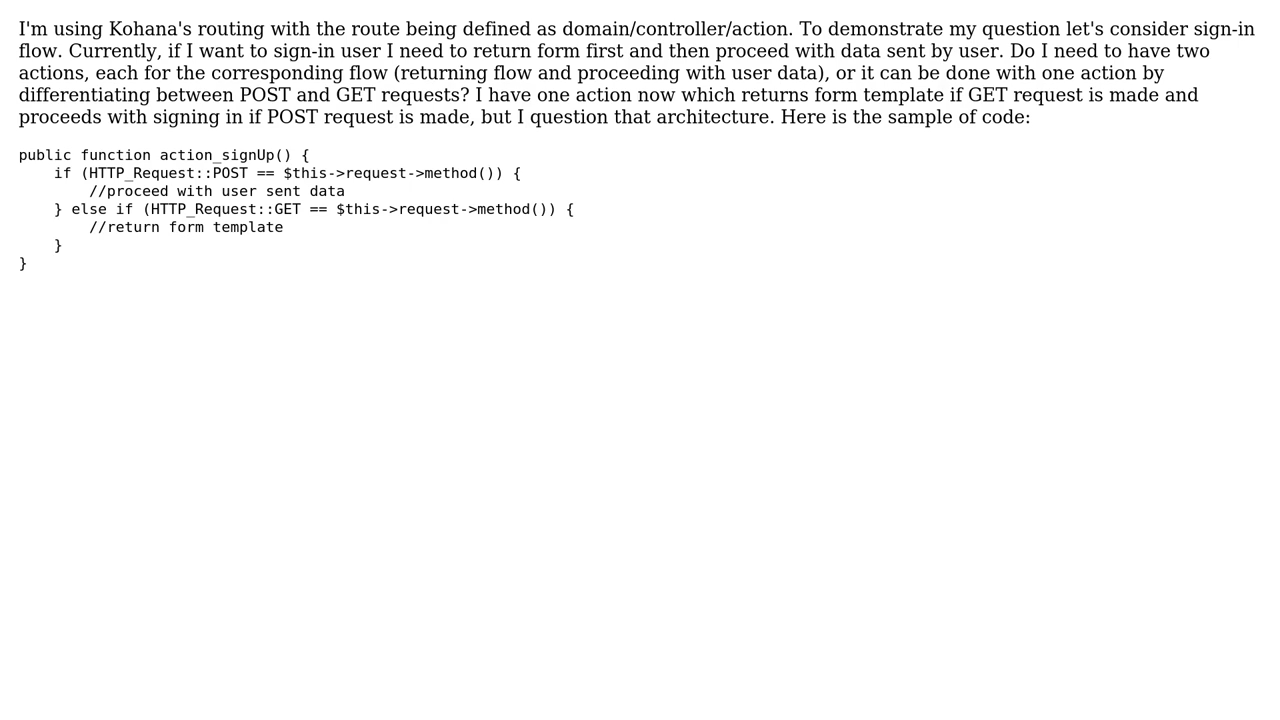 I'm using Kohana's routing with the route being defined as domain/controller/action. To demonstrate my question let's consider sign-in
flow. Currently, if I want to sign-in user I need to return form first and then proceed with data sent by user. Do I need to have two
actions, each for the corresponding flow (returning flow and proceeding with user data), or it can be done with one action by
differentiating between POST and GET requests? I have one action now which returns form template if GET request is made and
proceeds with signing in if POST request is made, but I question that architecture. Here is the sample of code:
public function action_signUp() {
    if (HTTP_Request::POST == $this->request->method()) {
        //proceed with user sent data
    } else if (HTTP_Request::GET == $this->request->method()) {
        //return form template
    }
}